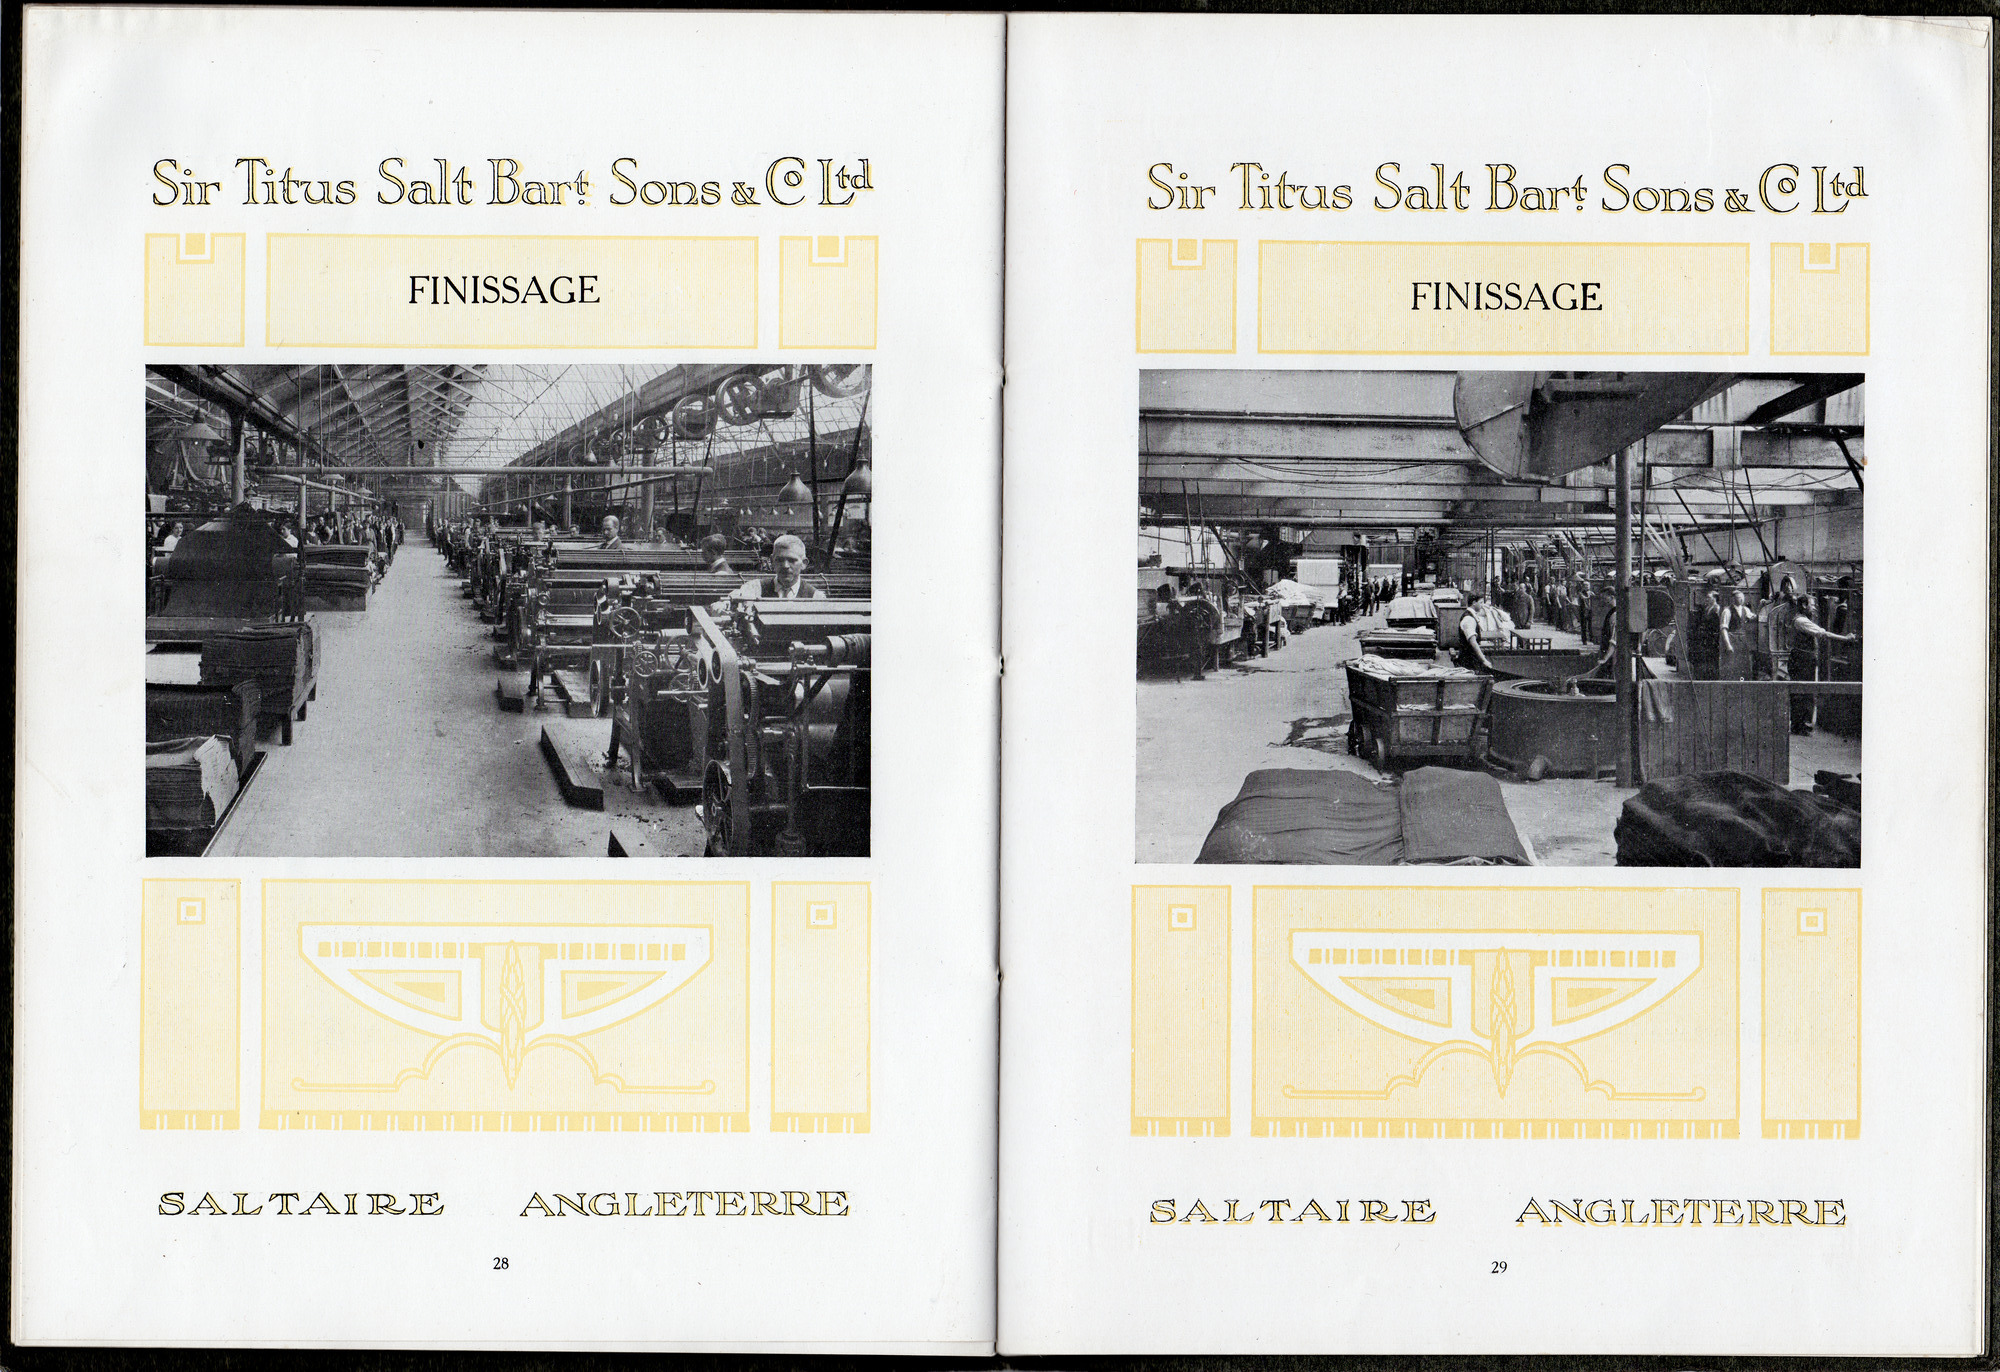 Sir Titus Salt Bart. Sons & Co Ltd
FINISSAGE
SALTAIRE ANGLETERRE
28
Sir Titus Salt Bart. Sons & Co Ltd
FINISSAGE
SALTAIRE ANGLETERRE
29